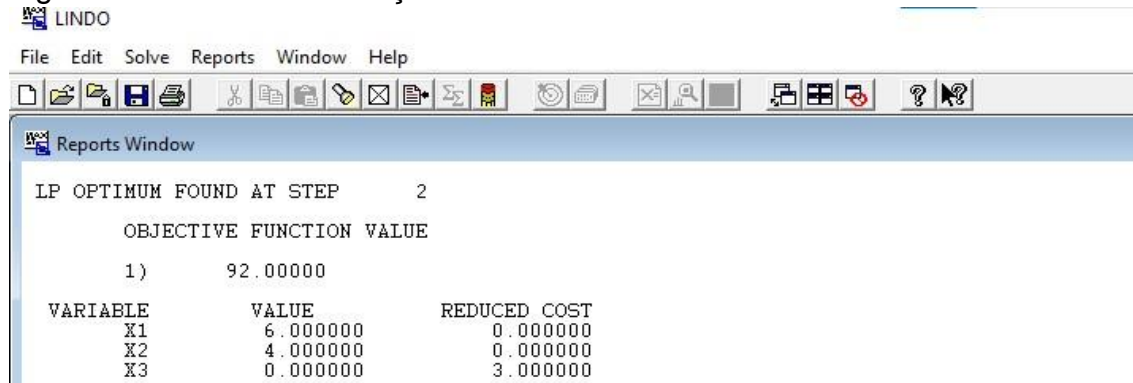 LINDO
File Edit Solve Reports Window Help
Reports Window
LP OPTIMUM FOUND AT STEP 2
OBJECTIVE FUNCTION VALUE
1) 92.00000
VARIABLE VALUE REDUCED COST
X1 6.000000 0.000000
X2 4.000000 0.000000
X3 0.000000 3.000000